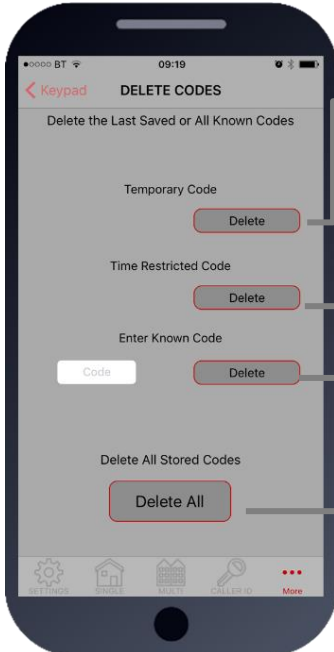 ●○○○○ BT 09:19
Keypad DELETE CODES
Delete the Last Saved or All Known Codes
Temporary Code
Delete
Time Restricted Code
Delete
Enter Known Code
Code Delete
Delete All Stored Codes
Delete All
SETTINGS SINGLE MULTI CALLER ID More